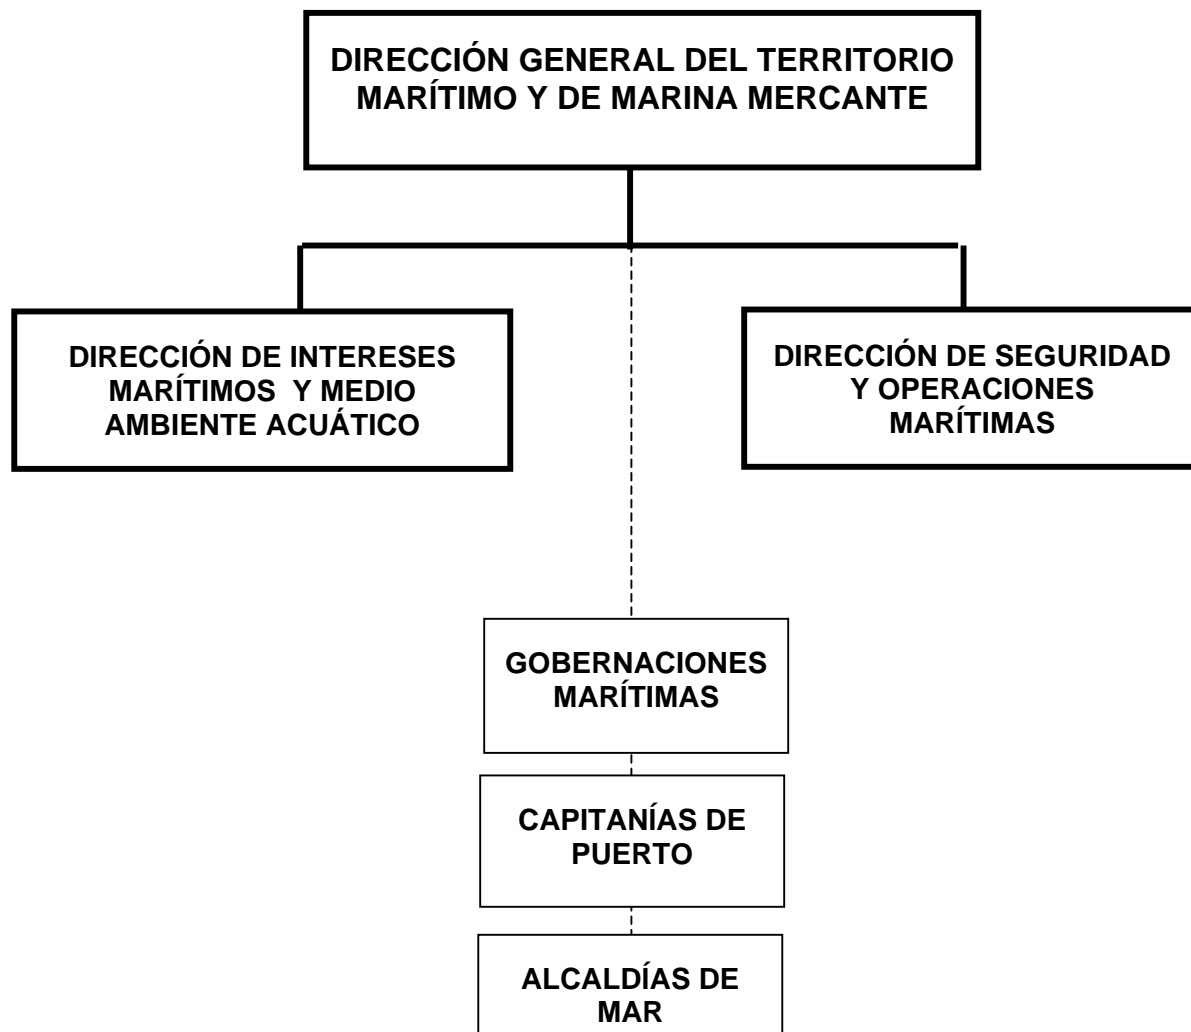 DIRECCIÓN GENERAL DEL TERRITORIO
MARÍTIMO Y DE MARINA MERCANTE
DIRECCIÓN DE INTERESES
MARÍTIMOS Y MEDIO
AMBIENTE ACUÁTICO
DIRECCIÓN DE SEGURIDAD
Y OPERACIONES
MARÍTIMAS
GOBERNACIONES
MARÍTIMAS
CAPITANÍAS DE
PUERTO
ALCALDÍAS DE
MAR